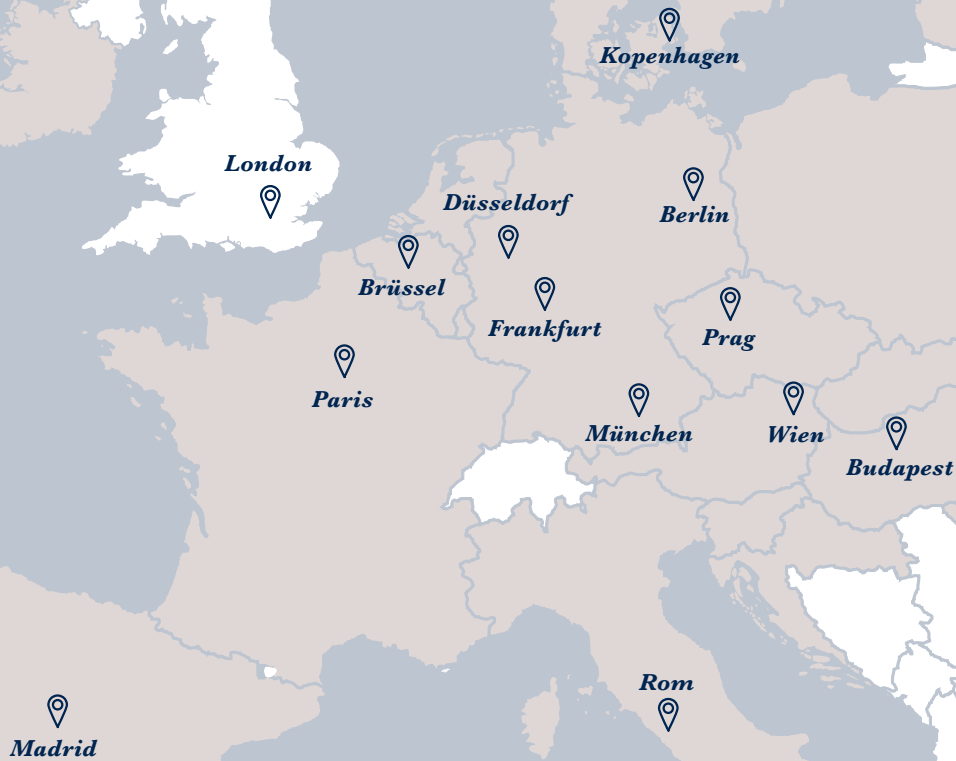 Kopenhagen
London
Düsseldorf
Berlin
Brüssel
Frankfurt
Prag
Paris
München
Wien
Budapest
Rom
Madrid